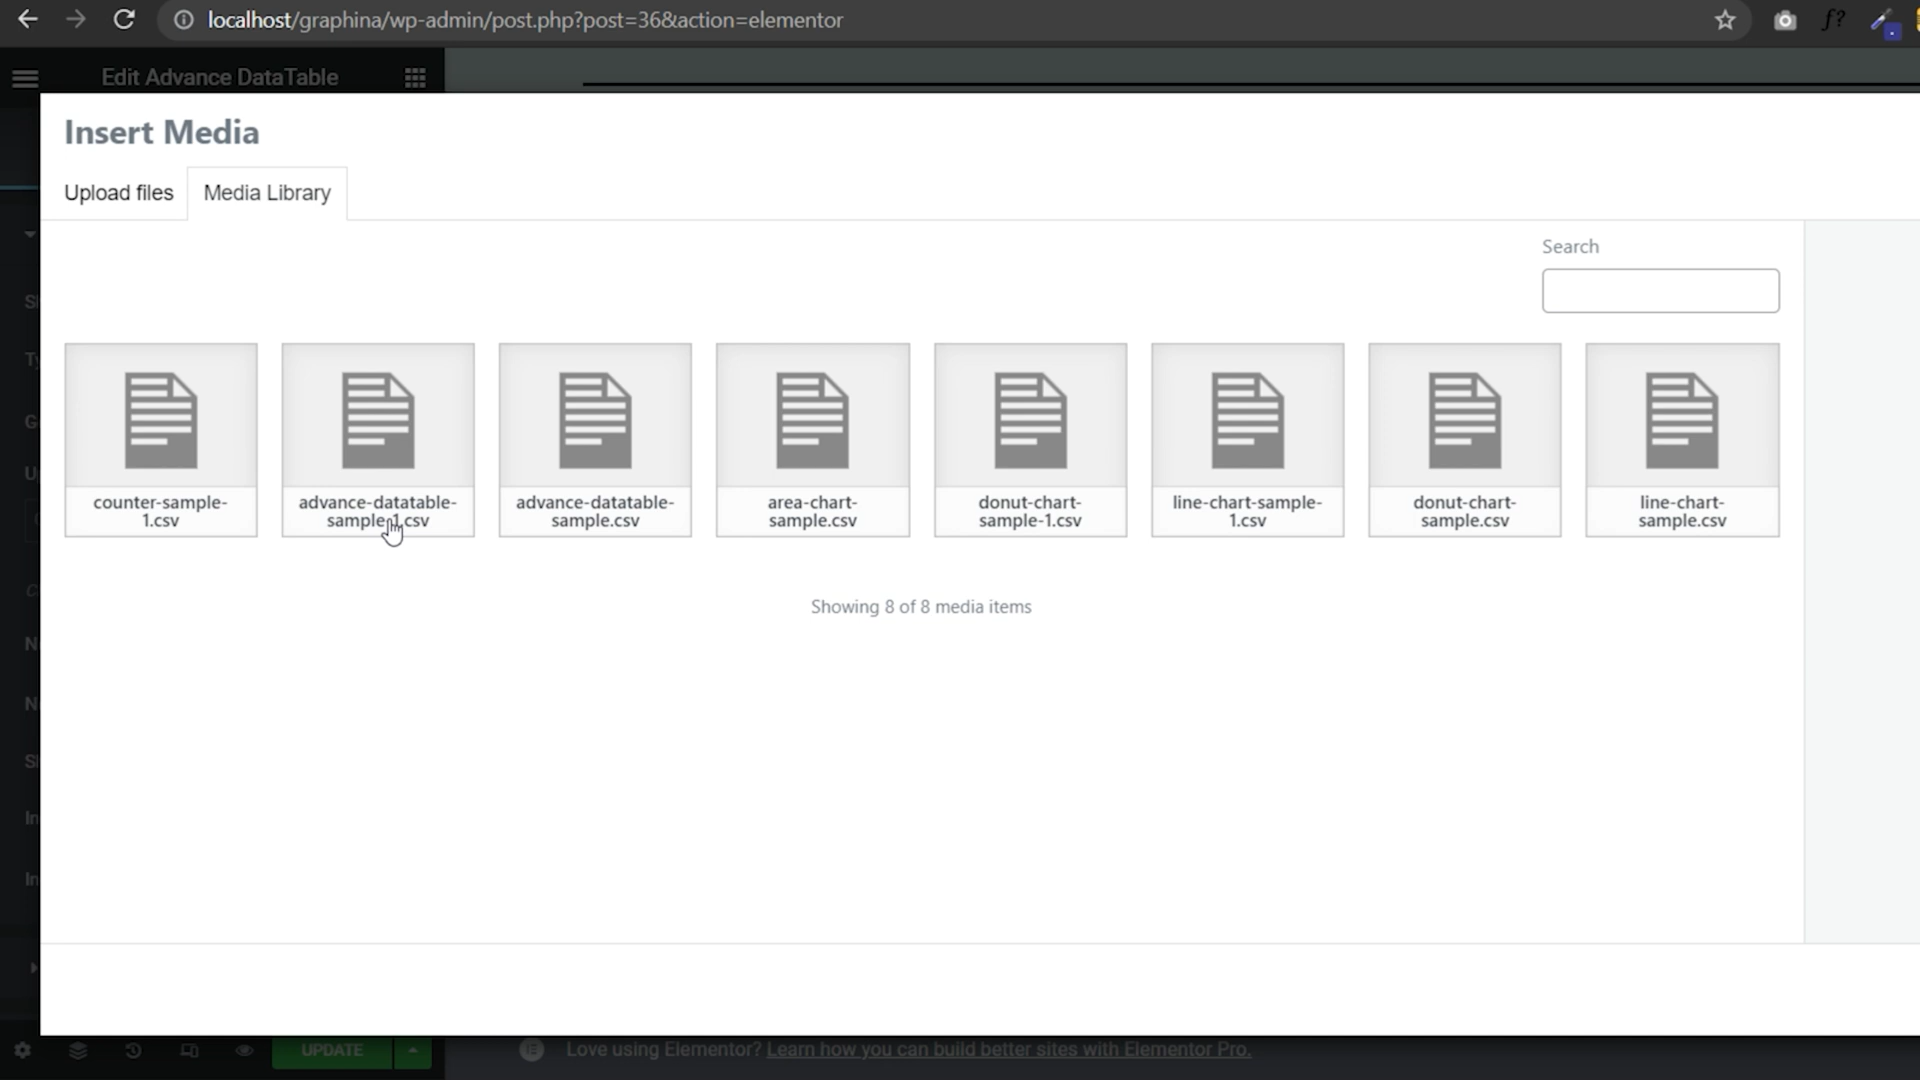 localhost/graphina/wp-admin/post.php?post=36&action=elementor
f?
Edit Advance DataTable
Insert Media
Upload files
Media Library
Search
counter-sample-
1.csv
advance-datatable-
sample-1.csv
advance-datatable-
sample.csv
area-chart-
sample.csv
donut-chart-
sample-1.csv
line-chart-sample-
1.csv
donut-chart-
sample.csv
line-chart-
sample.csv
Showing 8 of 8 media items
UPDATE
Love using Elementor? Learn how you can build better sites with Elementor Pro.